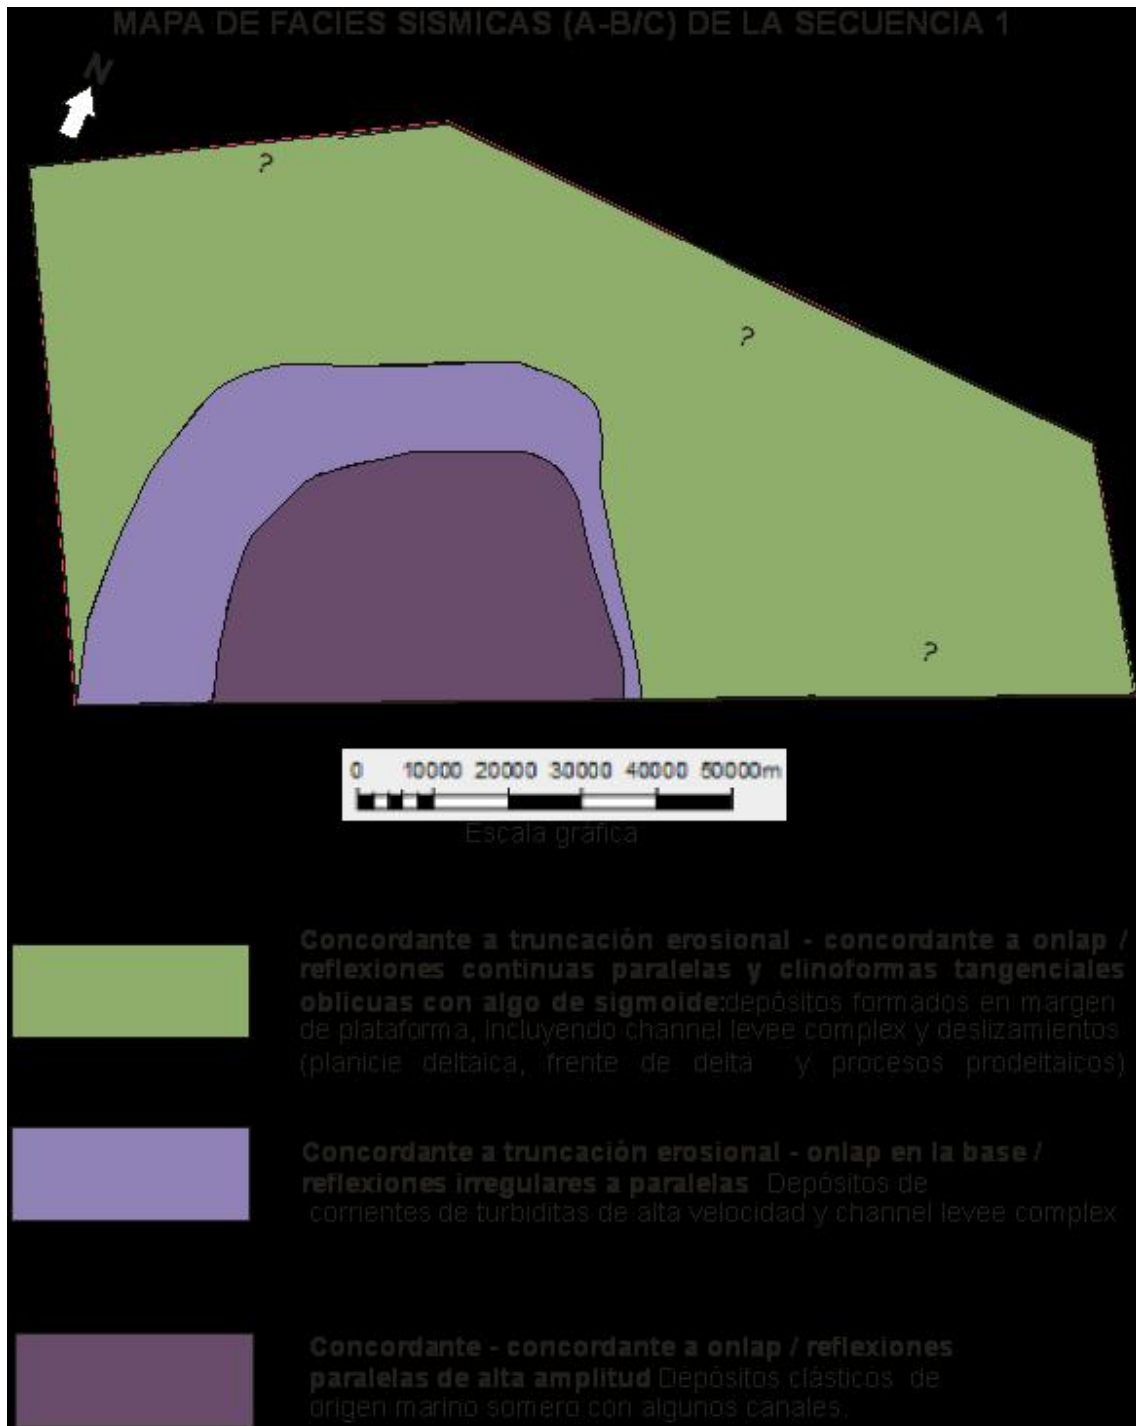 MAPA DE FACIES SISMICAS (A-B/C) DE LA SECUENCIA 1
N
?
?
?
0 10000 20000 30000 40000 50000m
Escala gráfica
Concordante a truncación erosional - concordante a onlap /
reflexiones continuas paralelas y clinoformas tangenciales
oblicuas con algo de sigmoide:depósitos formados en margen
de plataforma, incluyendo channel levee complex y deslizamientos
(planicie deltaica, frente de delta y procesos prodeltaicos)
Concordante a truncación erosional - onlap en la base /
reflexiones irregulares a paralelas Depósitos de
corrientes de turbiditas de alta velocidad y channel levee complex
Concordante - concordante a onlap / reflexiones
paralelas de alta amplitud Depósitos clásticos de
origen marino somero con algunos canales.